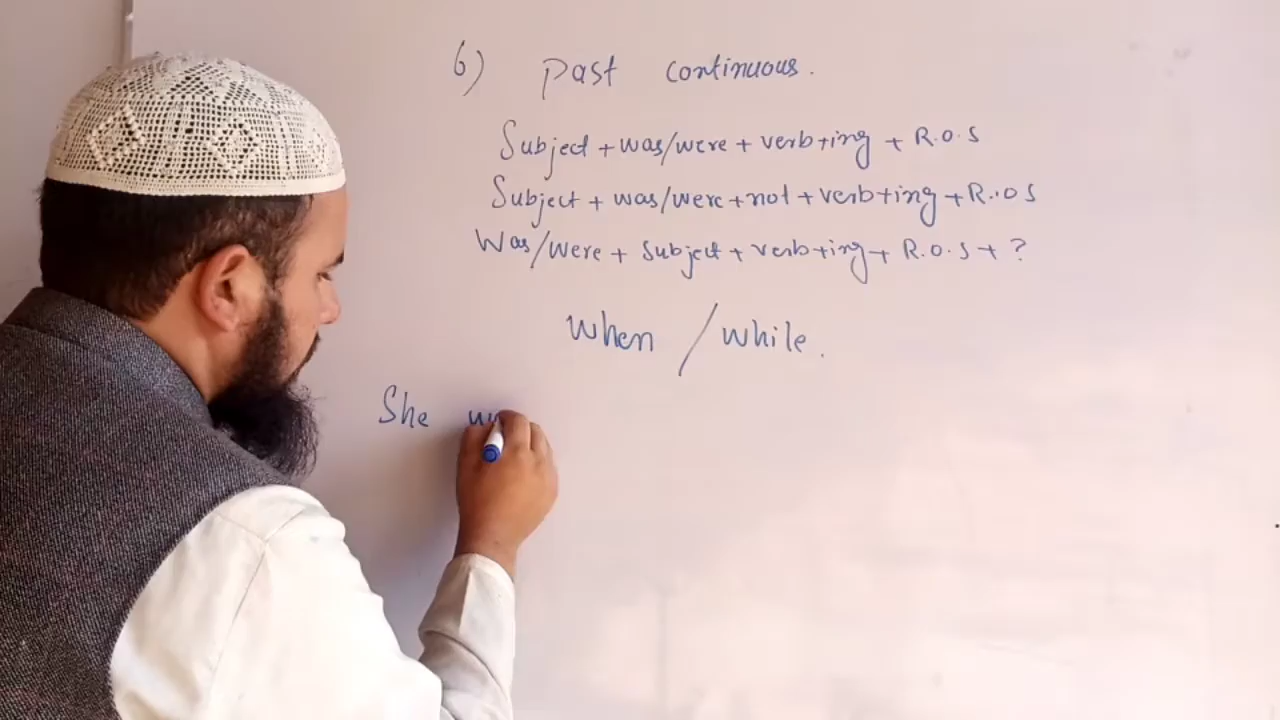 6) Past continuous.
Subject + was/were + verb+ing + R.O.S
Subject + was/were + not + verb+ing + R..O S
Was/were + Subject + verb+ing + R.O.S + ?
when / while.
She